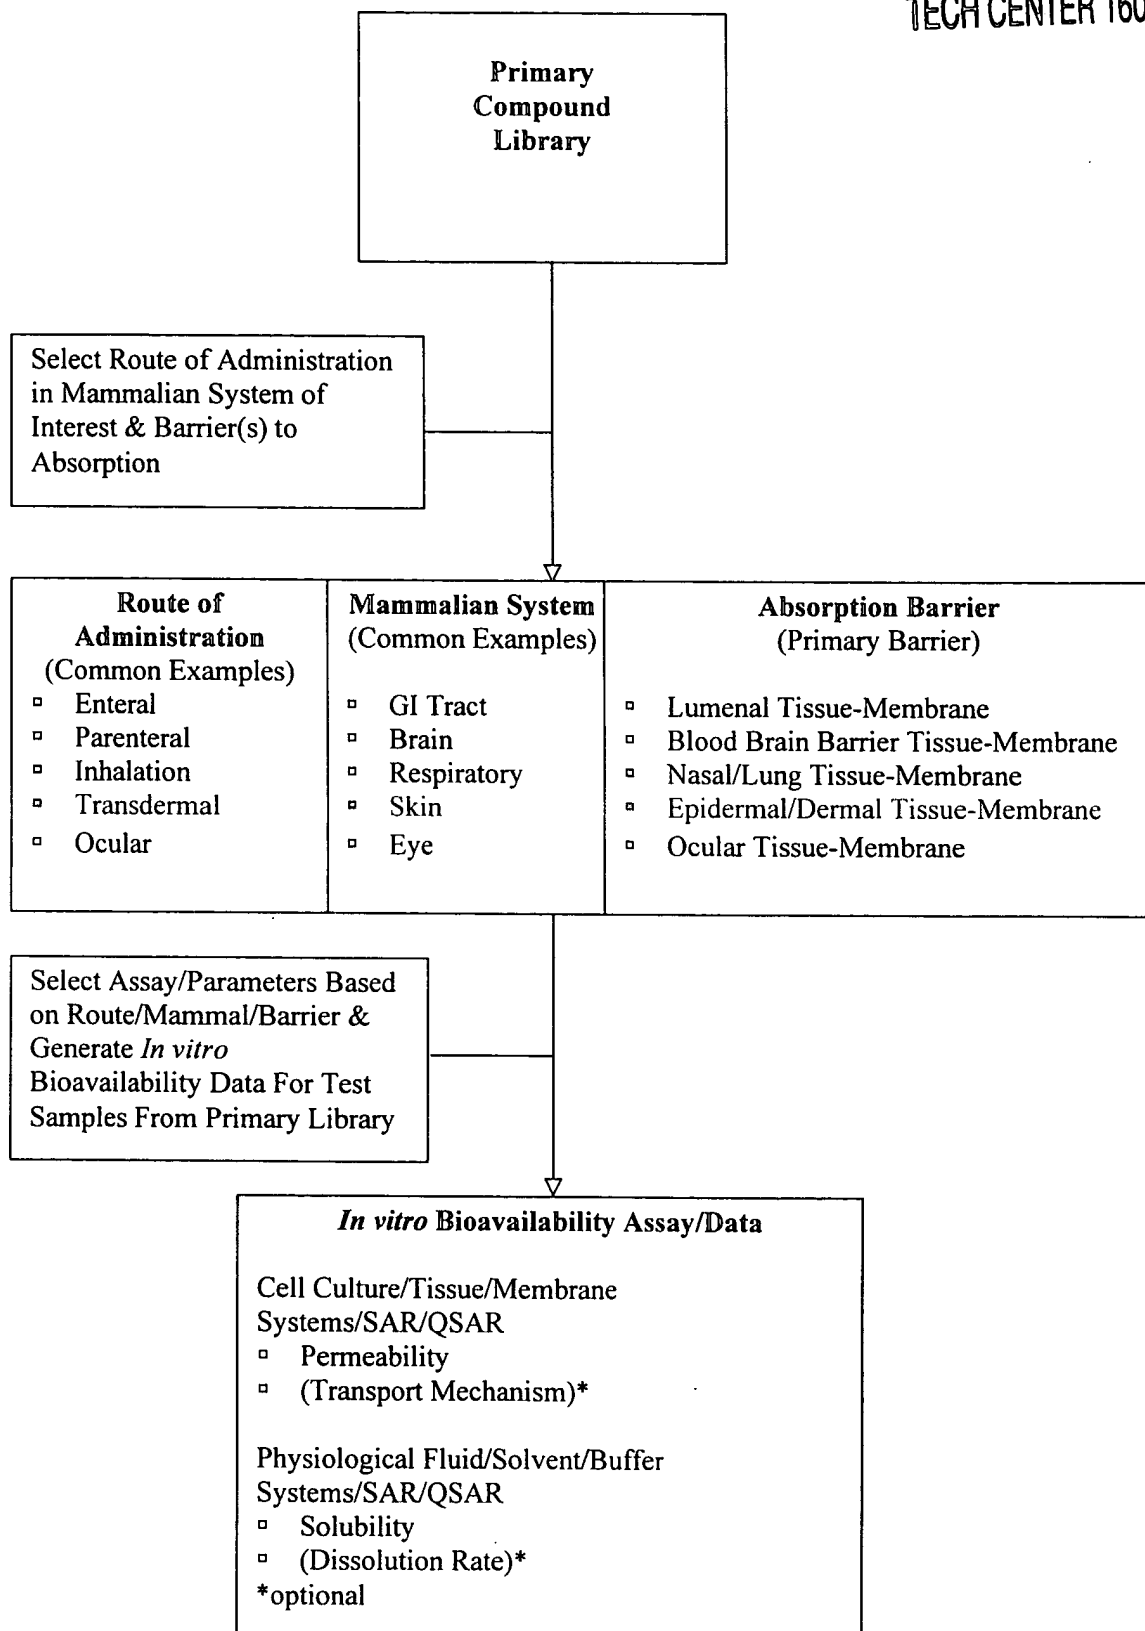 TECH CENTER 160
Primary
Compound
Library
Select Route of Administration
in Mammalian System of
Interest & Barrier(s) to
Absorption
Route of
Administration
(Common Examples)
▫ Enteral
▫ Parenteral
▫ Inhalation
▫ Transdermal
▫ Ocular
Mammalian System
(Common Examples)
▫ GI Tract
▫ Brain
▫ Respiratory
▫ Skin
▫ Eye
Absorption Barrier
(Primary Barrier)
▫ Lumenal Tissue-Membrane
▫ Blood Brain Barrier Tissue-Membrane
▫ Nasal/Lung Tissue-Membrane
▫ Epidermal/Dermal Tissue-Membrane
▫ Ocular Tissue-Membrane
Select Assay/Parameters Based
on Route/Mammal/Barrier &
Generate In vitro
Bioavailability Data For Test
Samples From Primary Library
In vitro Bioavailability Assay/Data
Cell Culture/Tissue/Membrane
Systems/SAR/QSAR
▫ Permeability
▫ (Transport Mechanism)*
Physiological Fluid/Solvent/Buffer
Systems/SAR/QSAR
▫ Solubility
▫ (Dissolution Rate)*
*optional